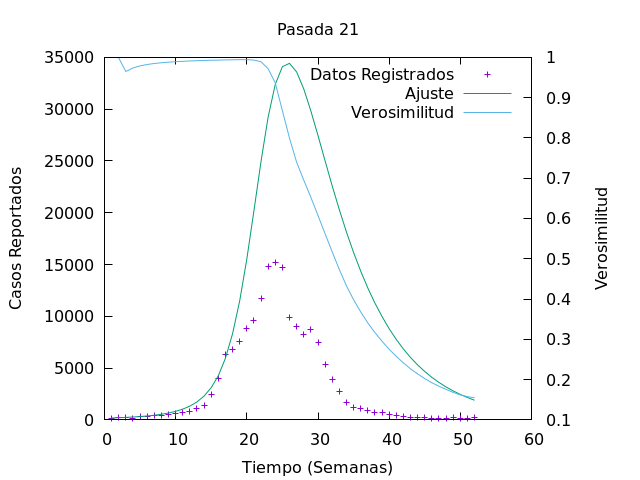 Pasada 21
Datos Registrados
Ajuste
Verosimilitud
35000
30000
25000
20000
15000
10000
5000
0
Casos Reportados
1
0.9
0.8
0.7
0.6
0.5
0.4
0.3
0.2
0.1
Verosimilitud
0 10 20 30 40 50 60
Tiempo (Semanas)